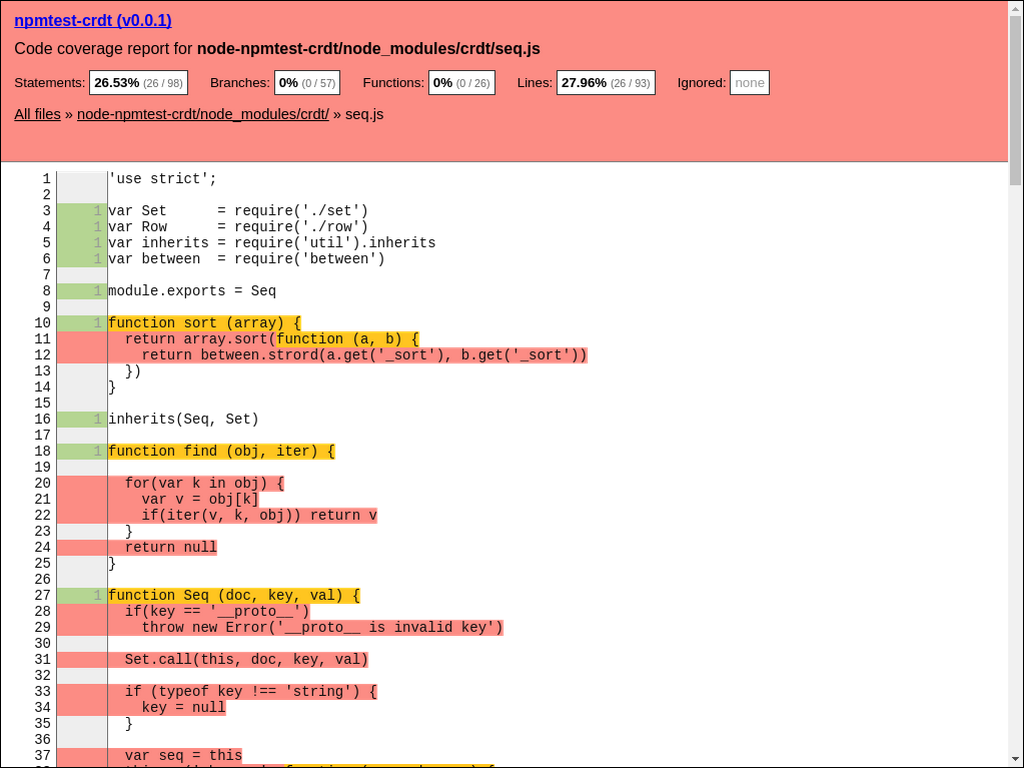 npmtest-crdt (v0.0.1)
Code coverage report for node-npmtest-crdt/node_modules/crdt/seq.js
Statements: 26.53% (26 / 98) Branches: 0% (0 / 57) Functions: 0% (0 / 26) Lines: 27.96% (26 / 93) Ignored: none
All files » node-npmtest-crdt/node_modules/crdt/ » seq.js
1 'use strict';
2
3 1 var Set      = require('./set')
4 1 var Row      = require('./row')
5 1 var inherits = require('util').inherits
6 1 var between  = require('between')
7
8 1 module.exports = Seq
9
10 1 function sort (array) {
11   return array.sort(function (a, b) {
12     return between.strord(a.get('_sort'), b.get('_sort'))
13   })
14 }
15
16 1 inherits(Seq, Set)
17
18 1 function find (obj, iter) {
19
20   for(var k in obj) {
21     var v = obj[k]
22     if(iter(v, k, obj)) return v
23   }
24   return null
25 }
26
27 1 function Seq (doc, key, val) {
28   if(key == '__proto__')
29     throw new Error('__proto__ is invalid key')
30
31   Set.call(this, doc, key, val)
32
33   if (typeof key !== 'string') {
34     key = null
35   }
36
37   var seq = this